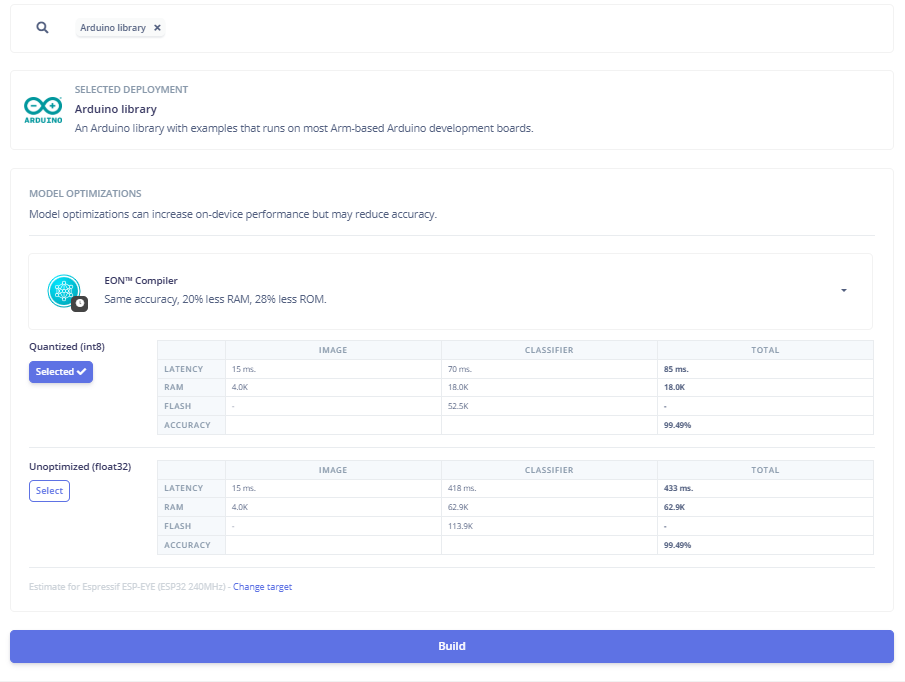 Arduino library ×
SELECTED DEPLOYMENT
Arduino library
ARDUINO
An Arduino library with examples that runs on most Arm-based Arduino development boards.
MODEL OPTIMIZATIONS
Model optimizations can increase on-device performance but may reduce accuracy.
EON™ Compiler
Same accuracy, 20% less RAM, 28% less ROM.
Quantized (int8)
Selected ✓
IMAGE CLASSIFIER TOTAL
LATENCY 15 ms. 70 ms. 85 ms.
RAM 4.0K 18.0K 18.0K
FLASH - 52.5K -
ACCURACY 99.49%
Unoptimized (float32)
Select
IMAGE CLASSIFIER TOTAL
LATENCY 15 ms. 418 ms. 433 ms.
RAM 4.0K 62.9K 62.9K
FLASH - 113.9K -
ACCURACY 99.49%
Estimate for Espressif ESP-EYE (ESP32 240MHz) - Change target
Build